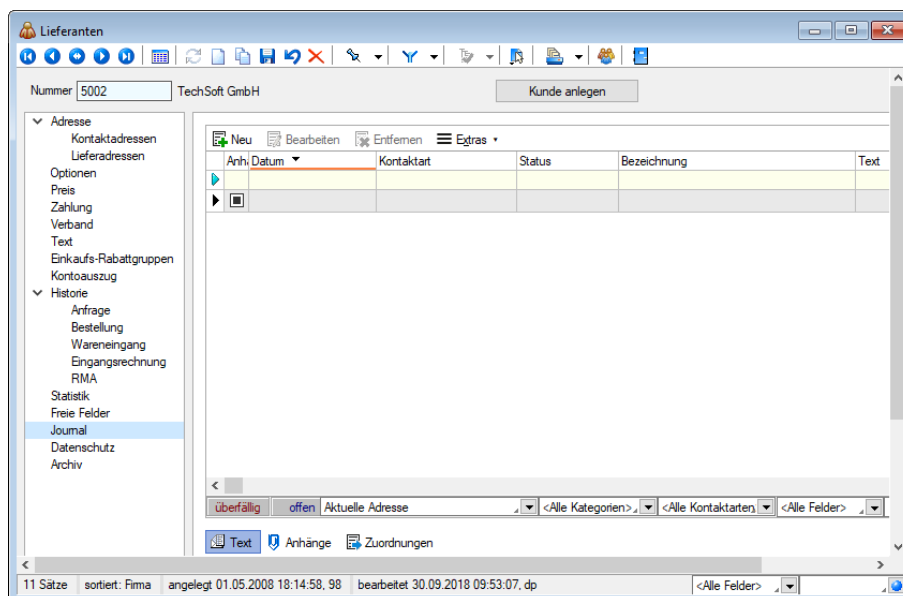 Lieferanten
Nummer 5002 TechSoft GmbH Kunde anlegen
Adresse
Kontaktadressen
Lieferadressen
Optionen
Preis
Zahlung
Verband
Text
Einkaufs-Rabattgruppen
Kontoauszug
Historie
Anfrage
Bestellung
Wareneingang
Eingangsrechnung
RMA
Statistik
Freie Felder
Journal
Datenschutz
Archiv
Neu Bearbeiten Entfernen Extras
Anhä Datum Kontaktart Status Bezeichnung Text
überfällig offen Aktuelle Adresse <Alle Kategorien> <Alle Kontaktarten <Alle Felder>
Text Anhänge Zuordnungen
11 Sätze sortiert: Firma angelegt 01.05.2008 18:14:58, 98 bearbeitet 30.09.2018 09:53:07, dp <Alle Felder>